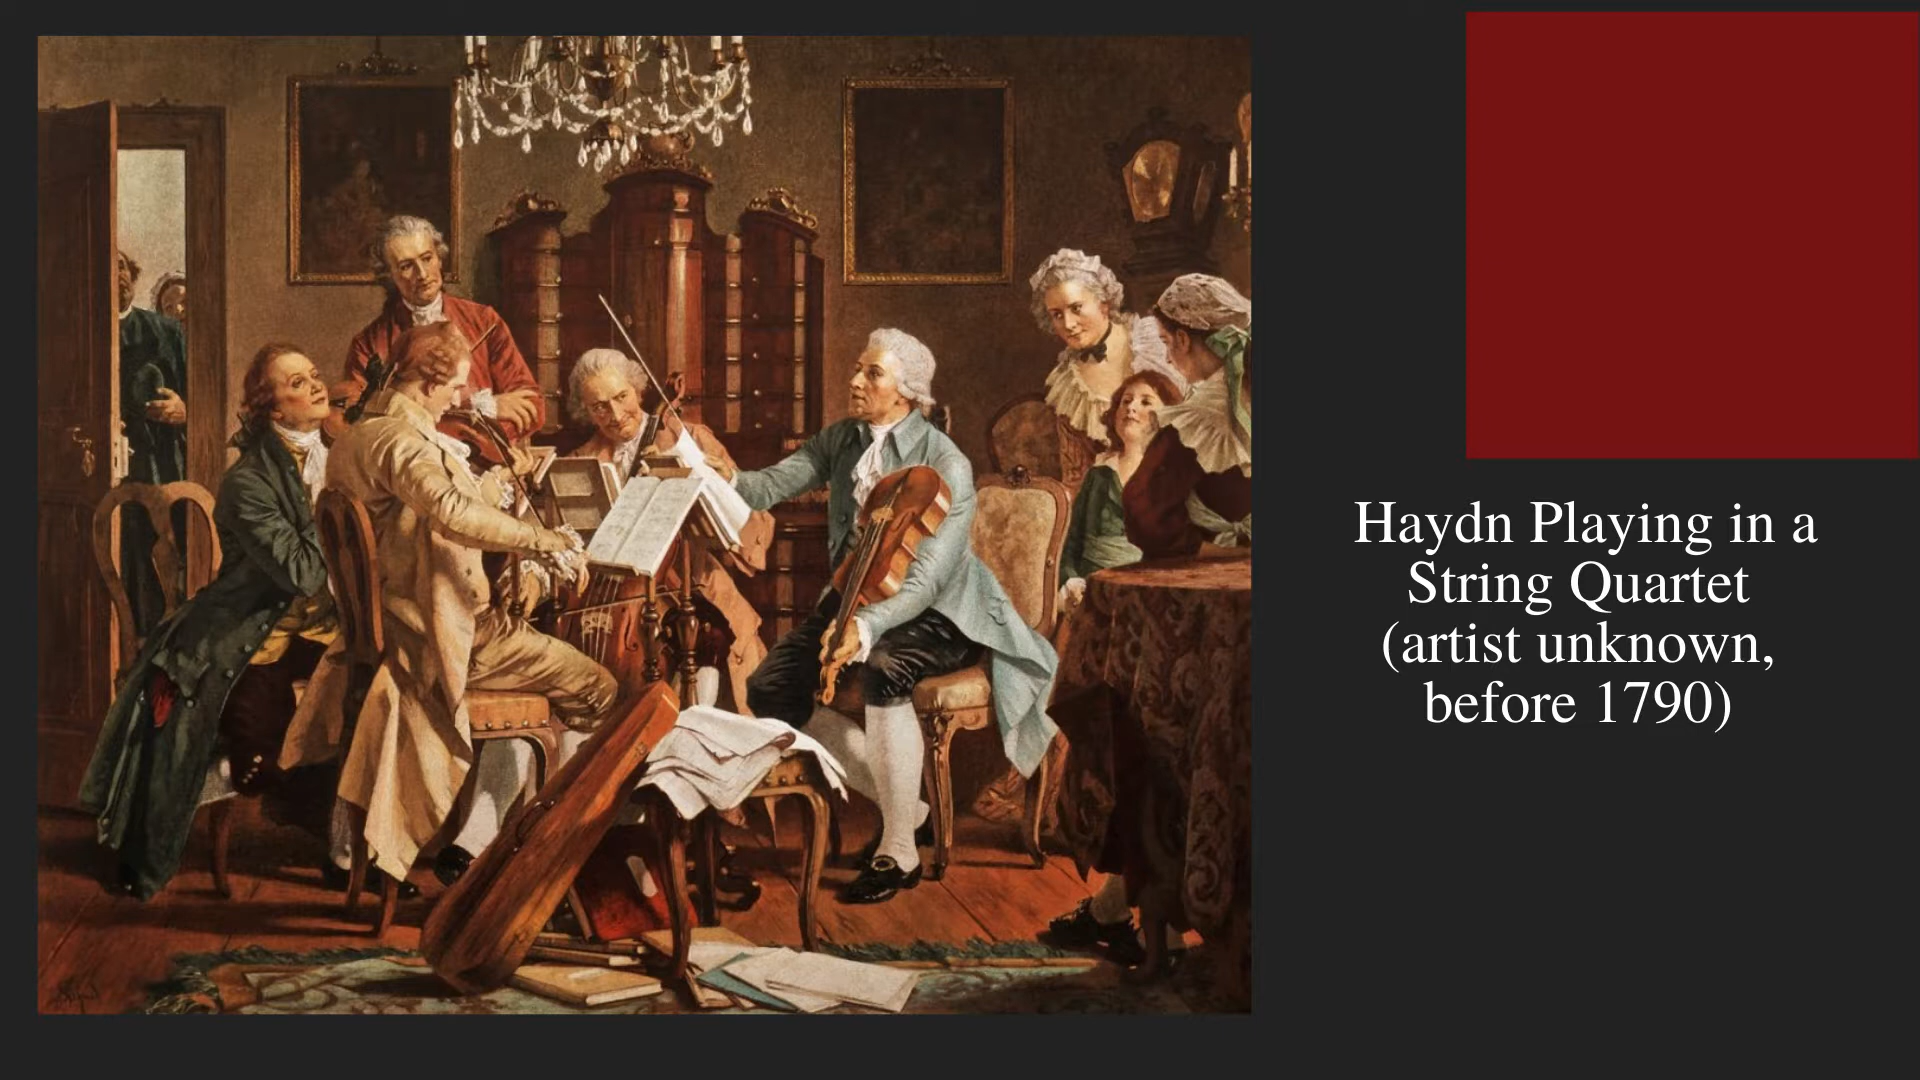 Haydn Playing in a
String Quartet
(artist unknown,
before 1790)